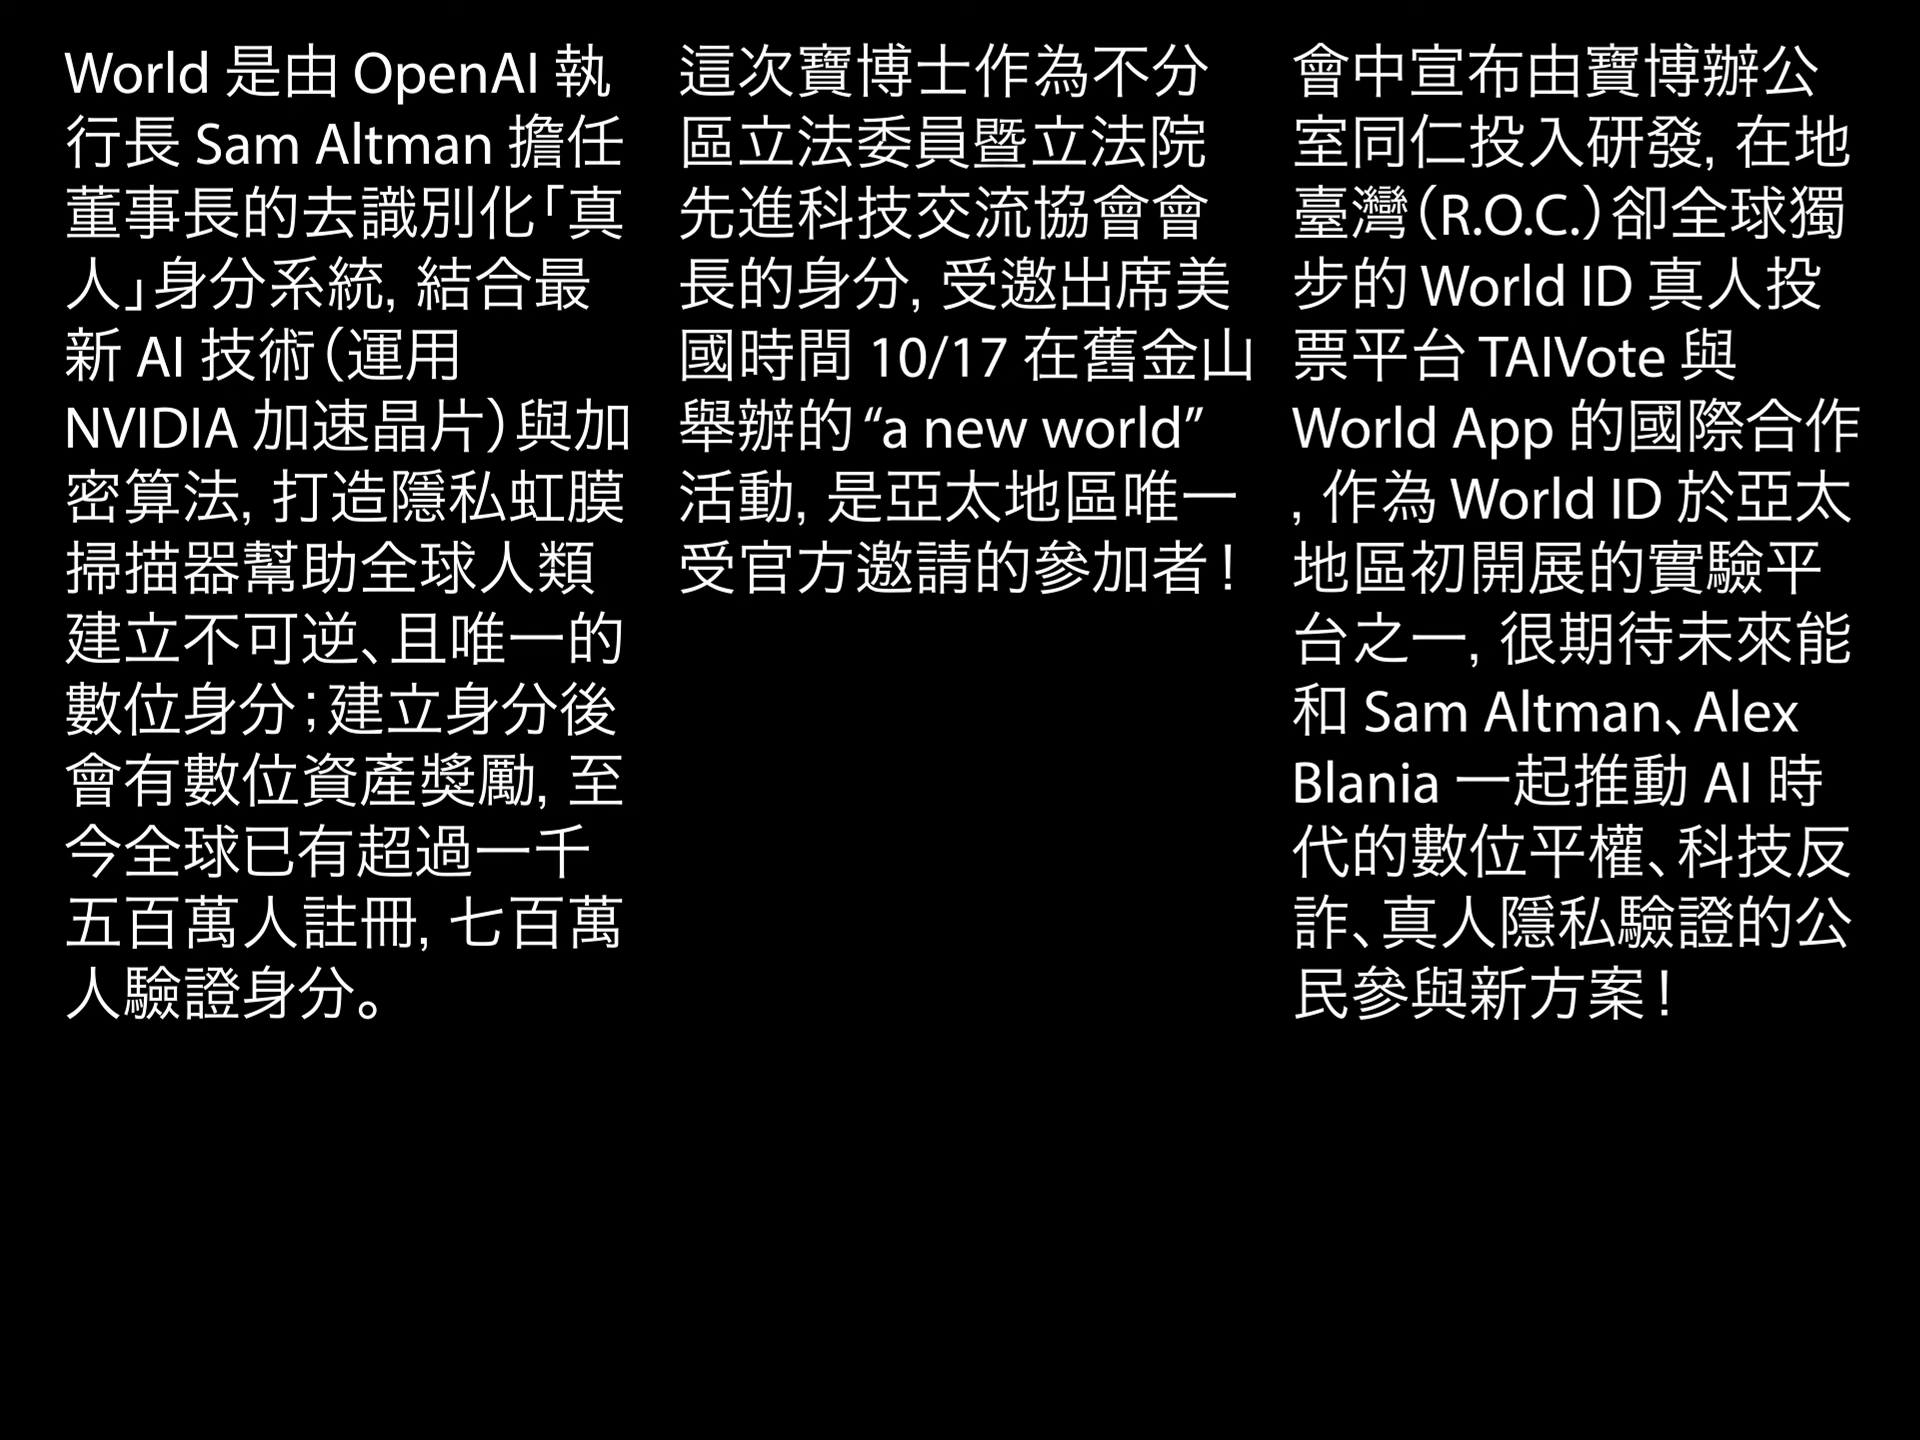 World 是由 OpenAI 執
行長 Sam Altman 擔任
董事長的去識別化「真
人」身分系統, 結合最
新 AI 技術（運用
NVIDIA 加速晶片）與加
密算法, 打造隱私虹膜
掃描器幫助全球人類
建立不可逆、且唯一的
數位身分；建立身分後
會有數位資產獎勵, 至
今全球已有超過一千
五百萬人註冊, 七百萬
人驗證身分。
這次寶博士作為不分
區立法委員暨立法院
先進科技交流協會會
長的身分, 受邀出席美
國時間 10/17 在舊金山
舉辦的 “a new world”
活動, 是亞太地區唯一
受官方邀請的參加者！
會中宣布由寶博辦公
室同仁投入研發, 在地
臺灣（R.O.C.）卻全球獨
步的 World ID 真人投
票平台 TAIVote 與
World App 的國際合作
, 作為 World ID 於亞太
地區初開展的實驗平
台之一, 很期待未來能
和 Sam Altman、Alex
Blania 一起推動 AI 時
代的數位平權、科技反
詐、真人隱私驗證的公
民參與新方案！